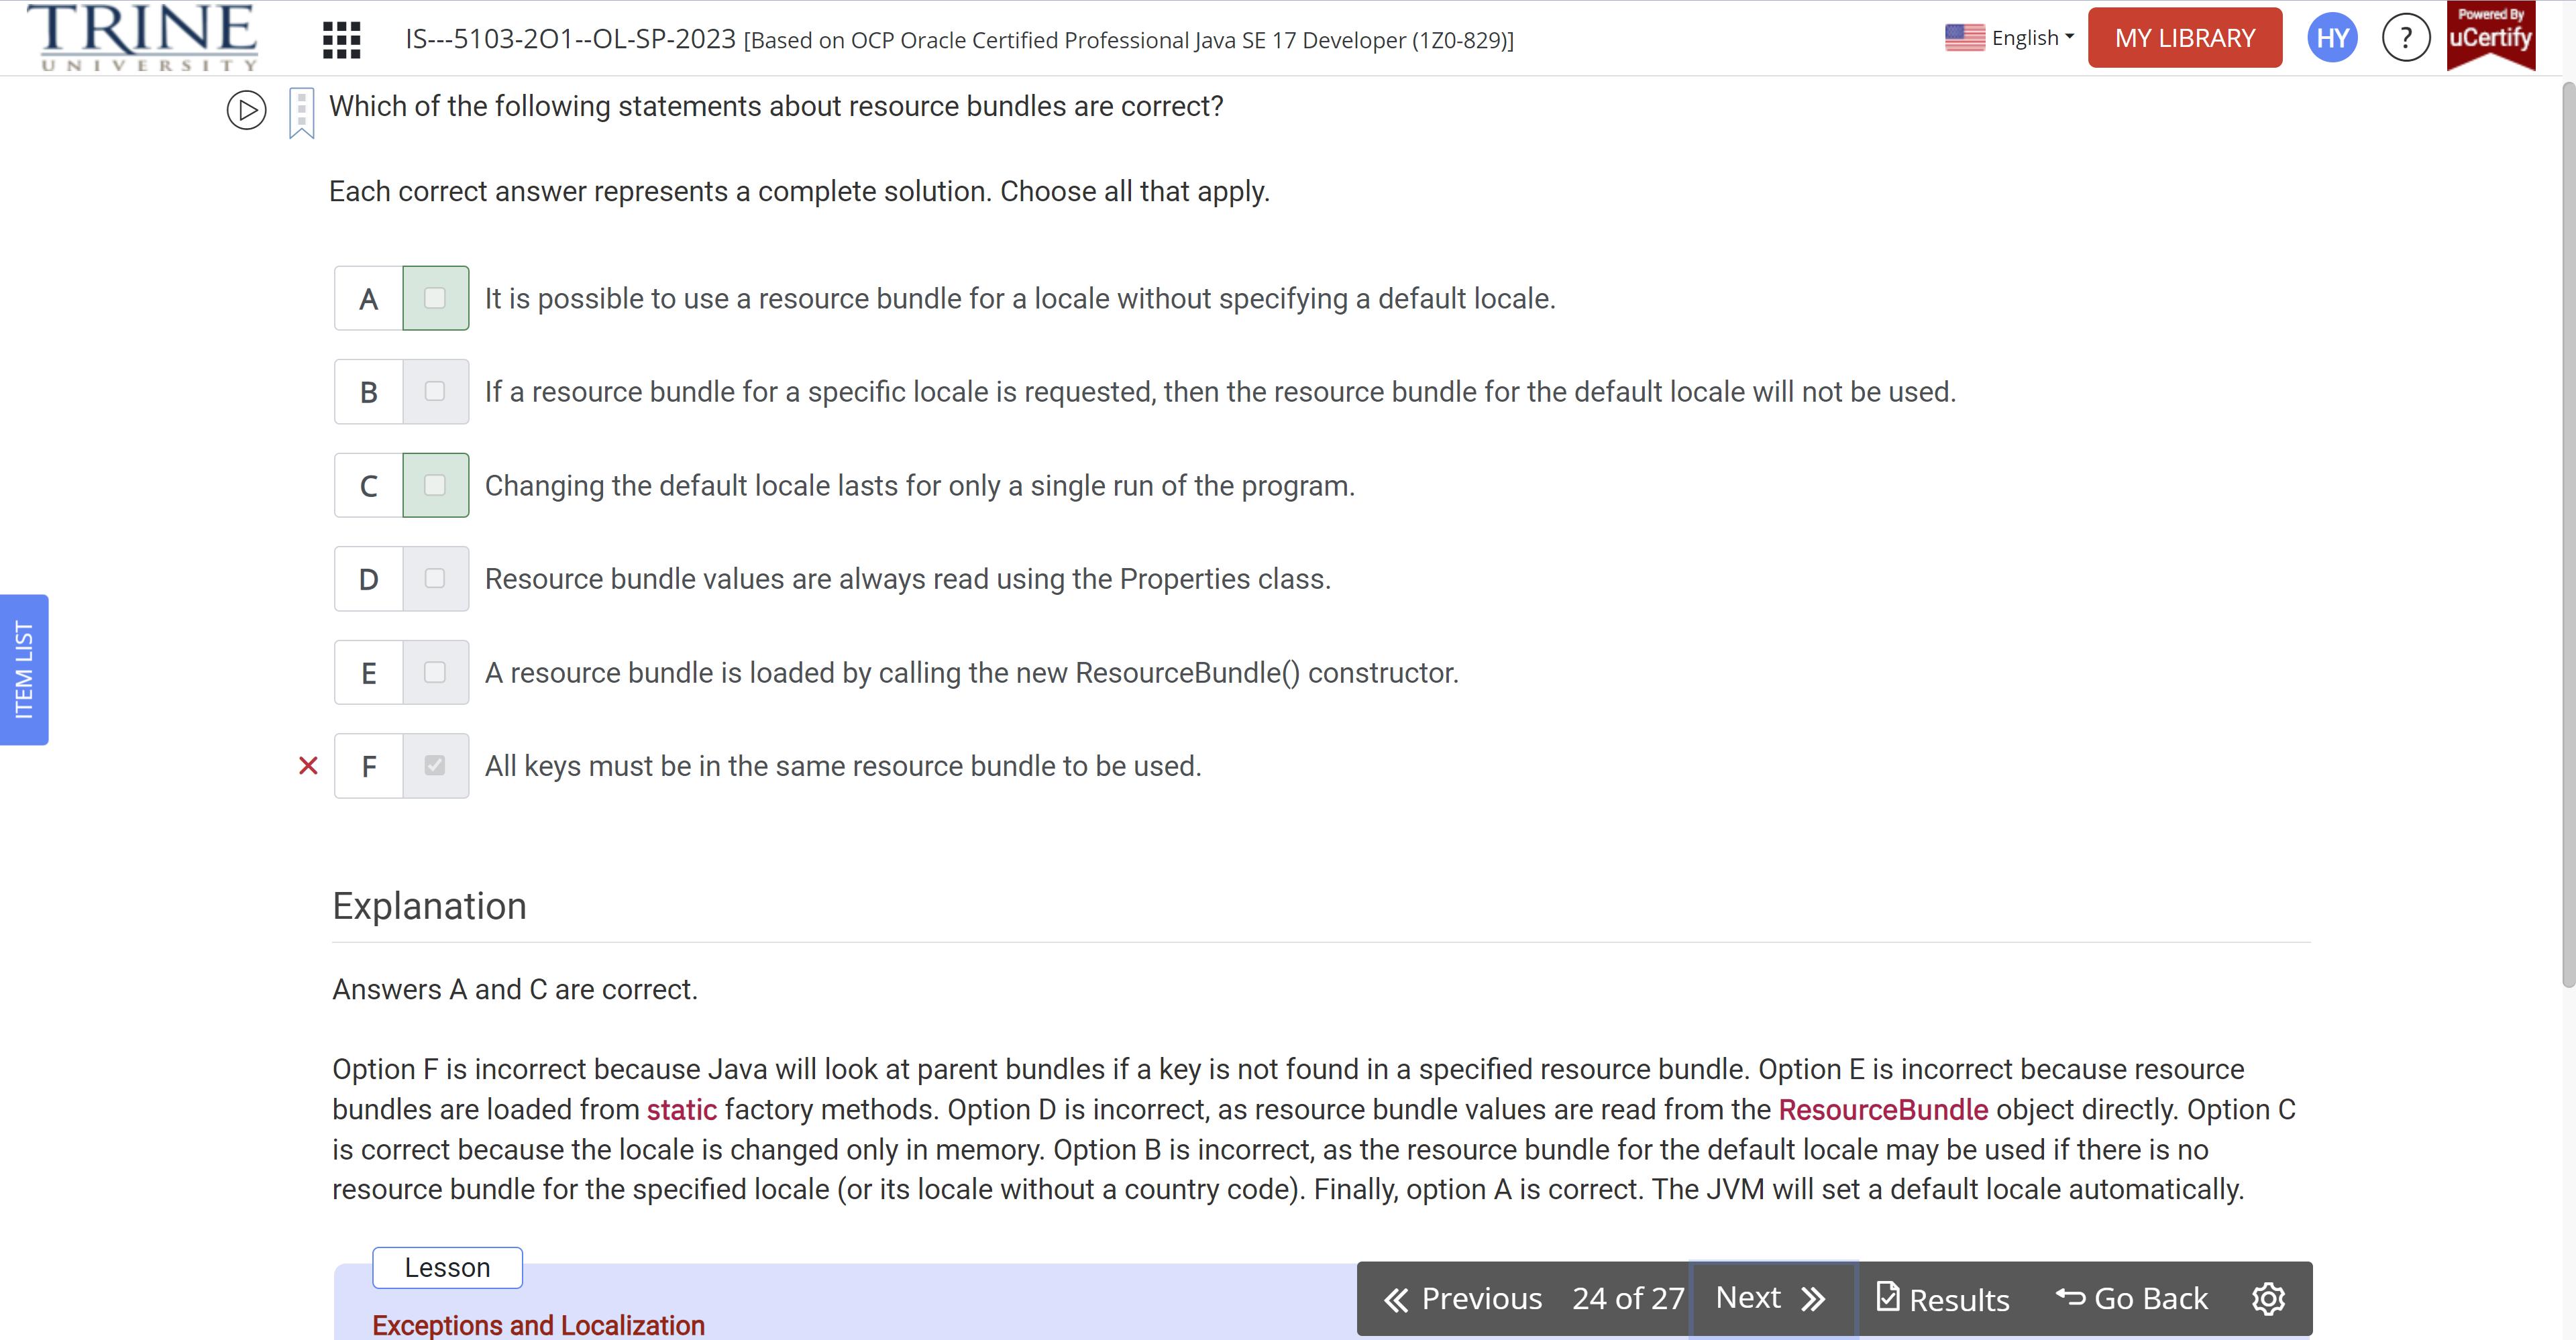 TRINE
UNIVERSITY
IS---5103-2O1--OL-SP-2023 [Based on OCP Oracle Certified Professional Java SE 17 Developer (1Z0-829)]
English
MY LIBRARY
HY
?
Powered By
uCertify
Which of the following statements about resource bundles are correct?
Each correct answer represents a complete solution. Choose all that apply.
A It is possible to use a resource bundle for a locale without specifying a default locale.
B If a resource bundle for a specific locale is requested, then the resource bundle for the default locale will not be used.
C Changing the default locale lasts for only a single run of the program.
D Resource bundle values are always read using the Properties class.
E A resource bundle is loaded by calling the new ResourceBundle() constructor.
F All keys must be in the same resource bundle to be used.
ITEM LIST
Explanation
Answers A and C are correct.
Option F is incorrect because Java will look at parent bundles if a key is not found in a specified resource bundle. Option E is incorrect because resource
bundles are loaded from static factory methods. Option D is incorrect, as resource bundle values are read from the ResourceBundle object directly. Option C
is correct because the locale is changed only in memory. Option B is incorrect, as the resource bundle for the default locale may be used if there is no
resource bundle for the specified locale (or its locale without a country code). Finally, option A is correct. The JVM will set a default locale automatically.
Lesson
Exceptions and Localization
Previous 24 of 27 Next Results Go Back